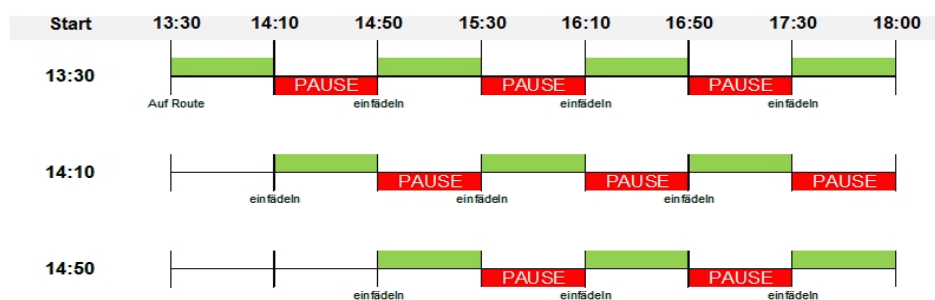 Start 13:30 14:10 14:50 15:30 16:10 16:50 17:30 18:00
13:30 PAUSE PAUSE PAUSE
Auf Route einfädeln einfädeln einfädeln
14:10 PAUSE PAUSE PAUSE
einfädeln einfädeln einfädeln
14:50 PAUSE PAUSE
einfädeln einfädeln einfädeln